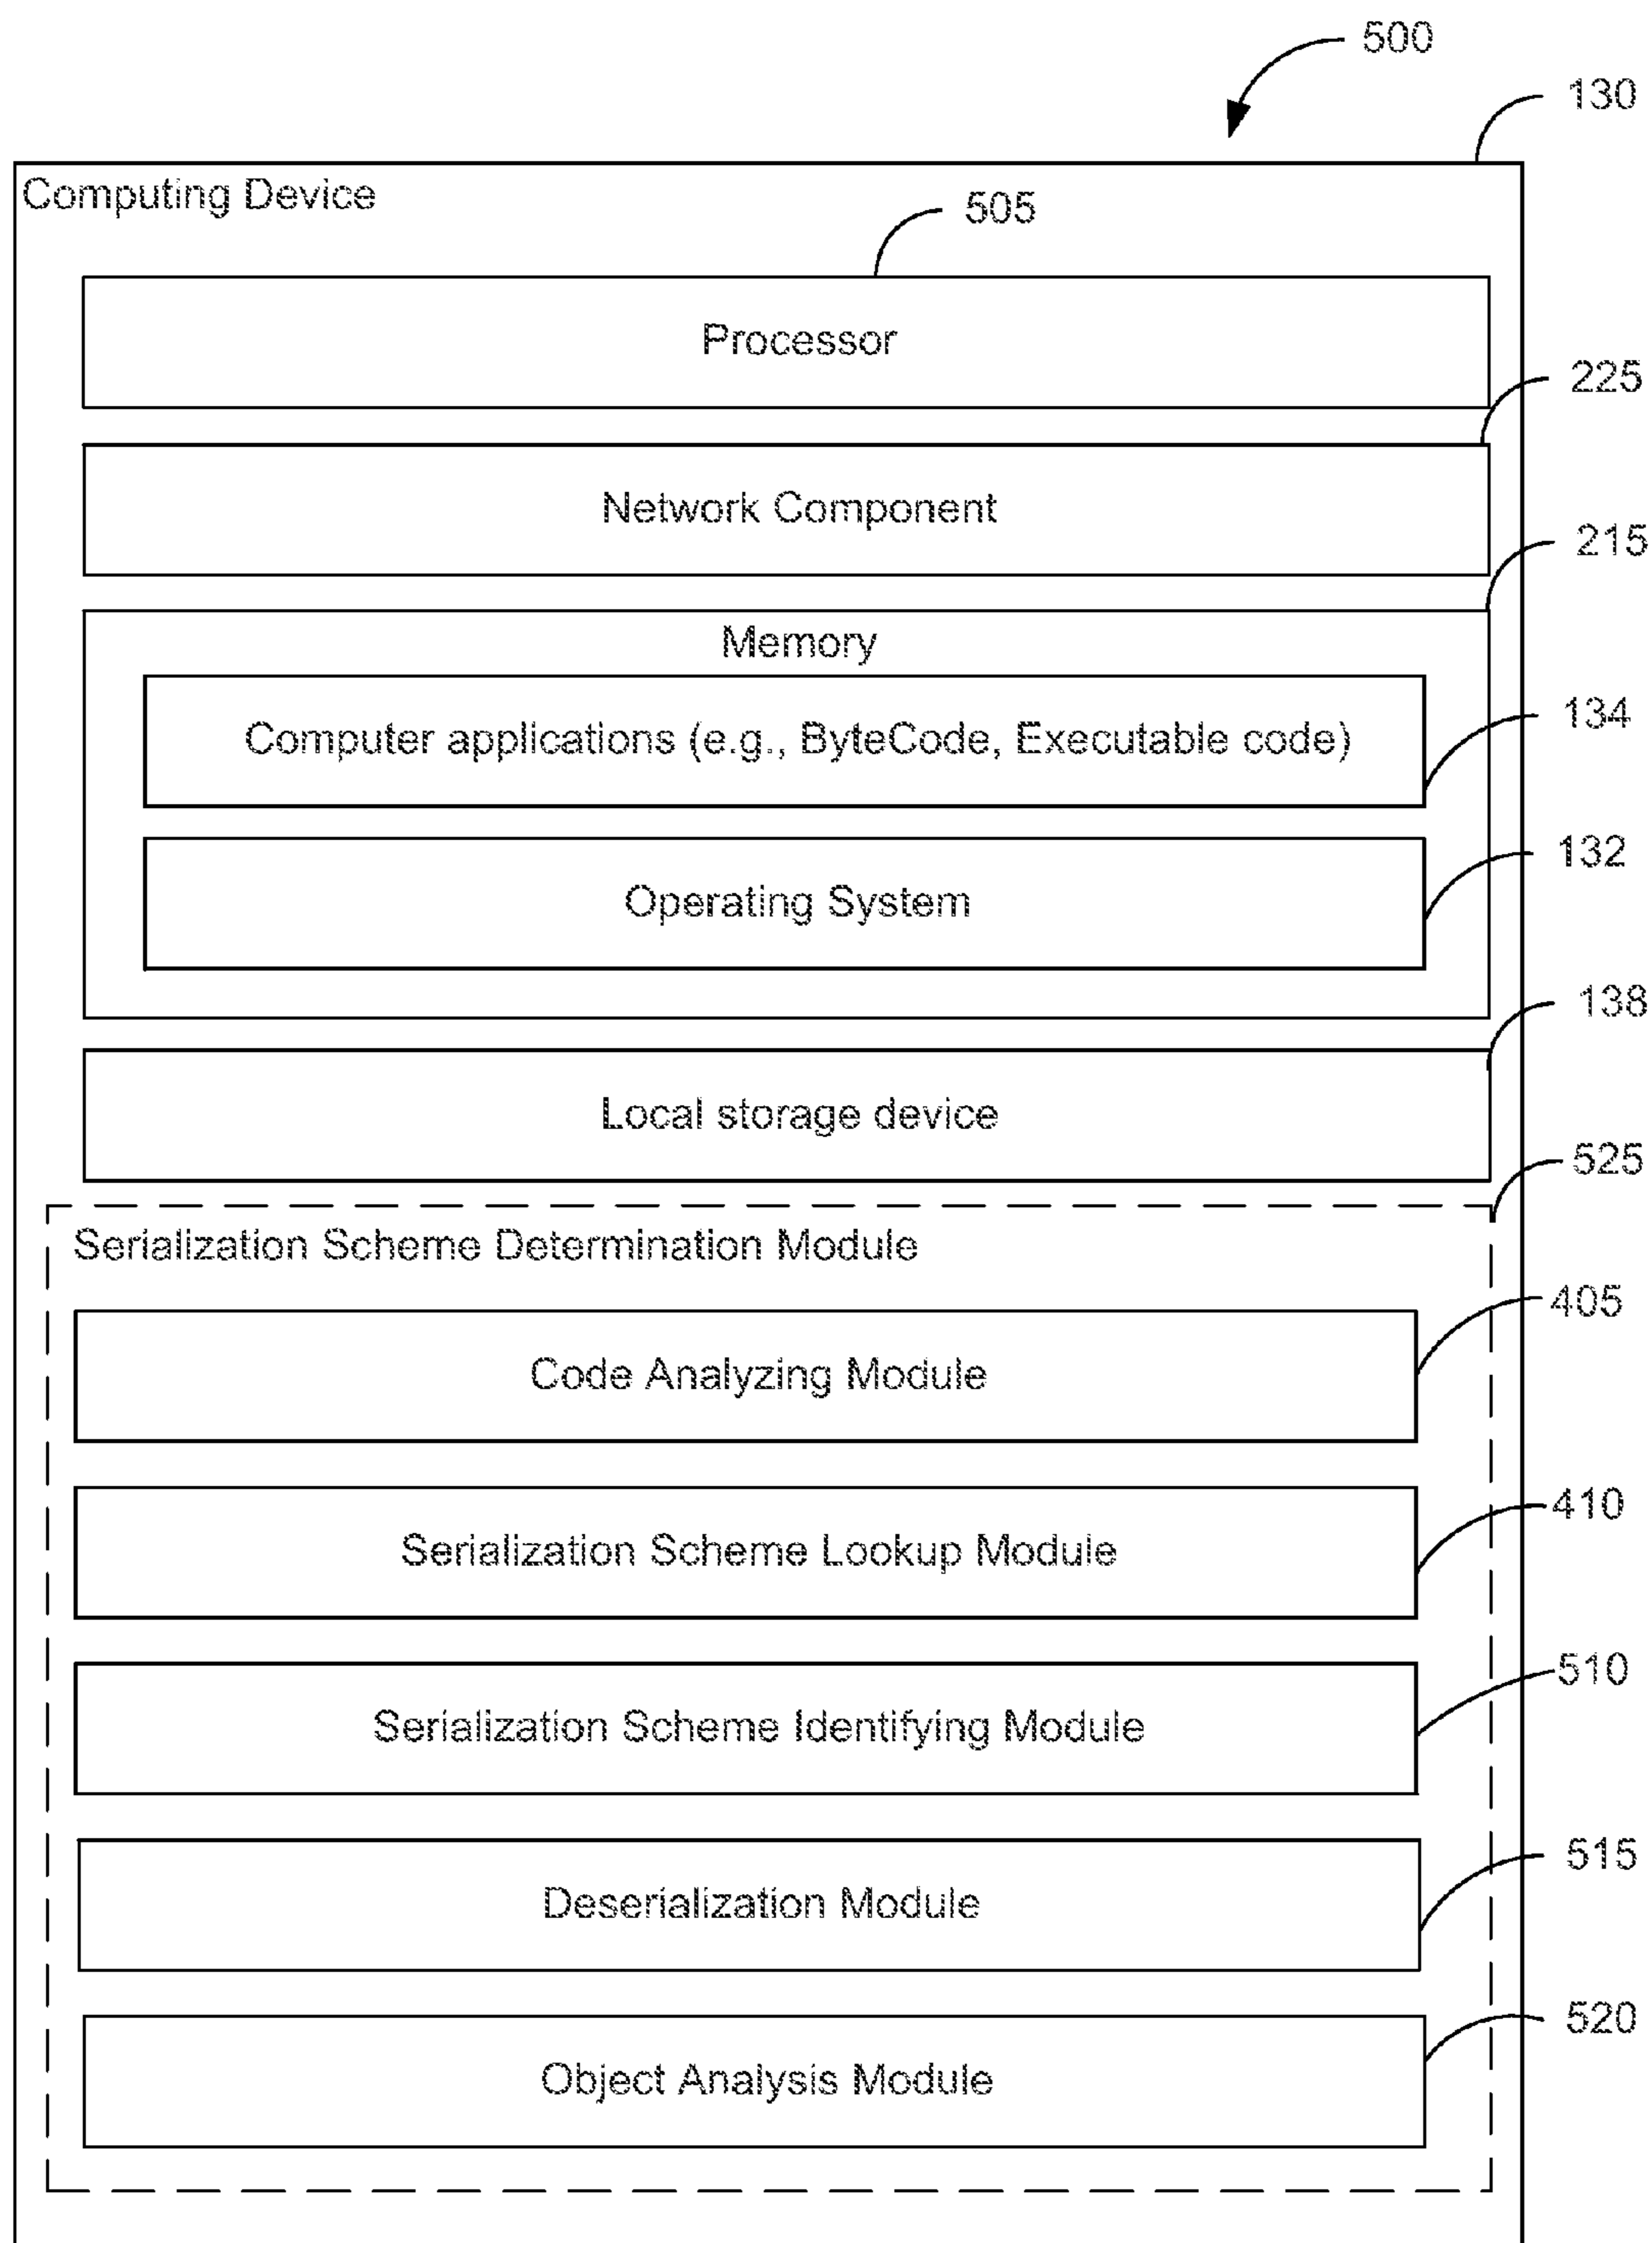 500
130
Computing Device
505
Processor
225
Network Component
215
Memory
134
Computer applications (e.g., ByteCode, Executable code)
132
Operating System
138
Local storage device
525
Serialization Scheme Determination Module
405
Code Analyzing Module
410
Serialization Scheme Lookup Module
510
Serialization Scheme Identifying Module
515
Deserialization Module
520
Object Analysis Module